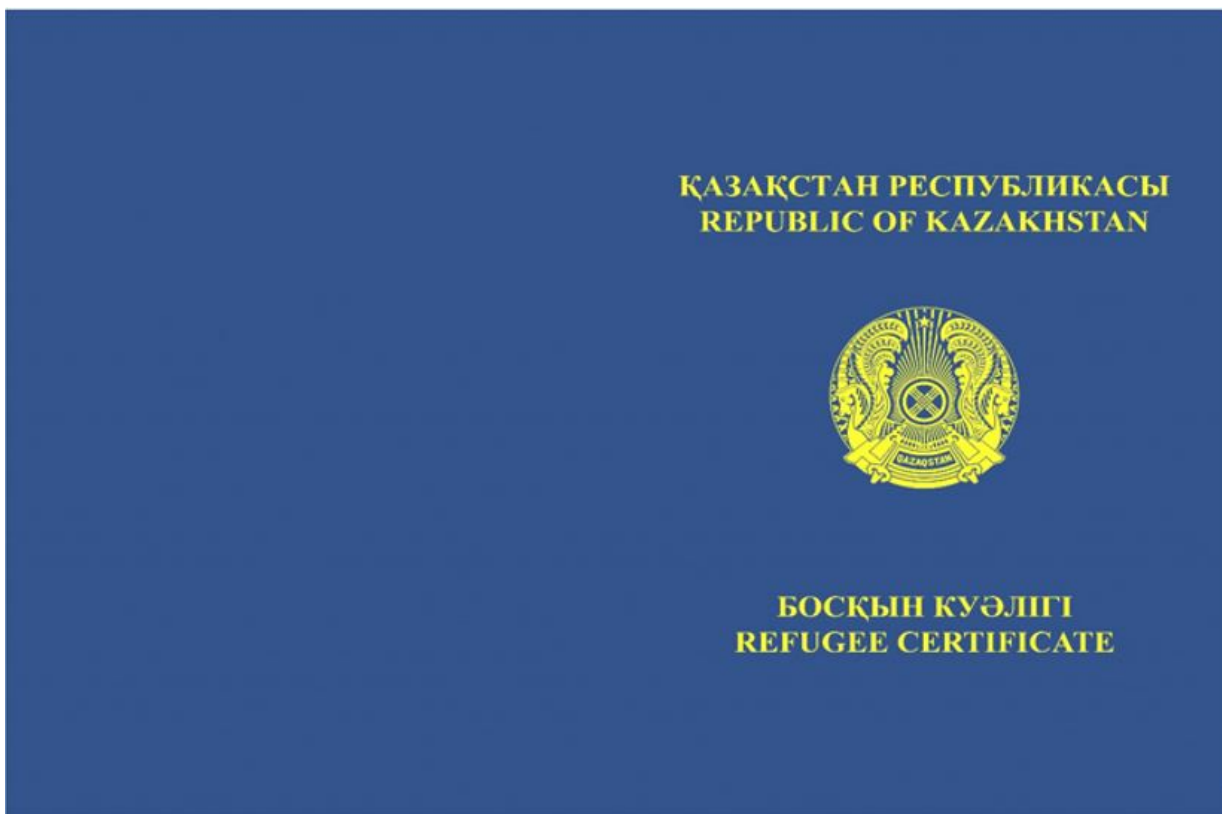 ҚАЗАҚСТАН РЕСПУБЛИКАСЫ
REPUBLIC OF KAZAKHSTAN
QAZAQSTAN
БОСҚЫН КУӘЛІГІ
REFUGEE CERTIFICATE